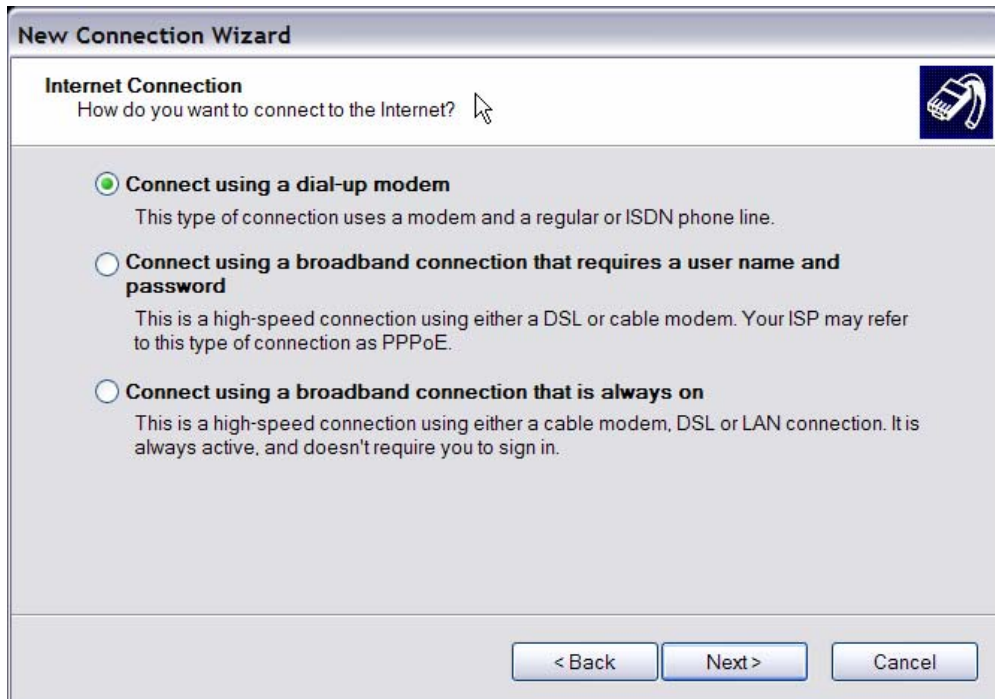 New Connection Wizard
Internet Connection
How do you want to connect to the Internet?
Connect using a dial-up modem
This type of connection uses a modem and a regular or ISDN phone line.
Connect using a broadband connection that requires a user name and
password
This is a high-speed connection using either a DSL or cable modem. Your ISP may refer
to this type of connection as PPPoE.
Connect using a broadband connection that is always on
This is a high-speed connection using either a cable modem, DSL or LAN connection. It is
always active, and doesn't require you to sign in.
< Back Next > Cancel